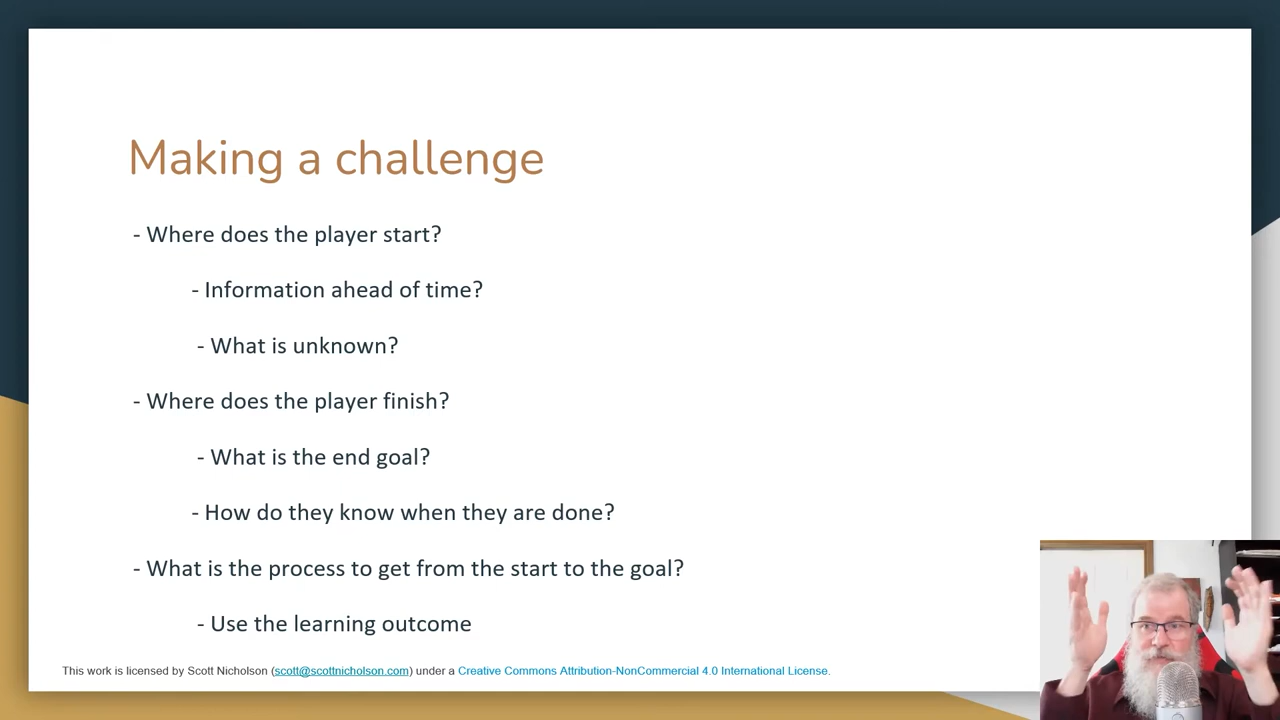 Making a challenge
- Where does the player start?
- Information ahead of time?
- What is unknown?
- Where does the player finish?
- What is the end goal?
- How do they know when they are done?
- What is the process to get from the start to the goal?
- Use the learning outcome
This work is licensed by Scott Nicholson (scott@scottnicholson.com) under a Creative Commons Attribution-NonCommercial 4.0 International License.